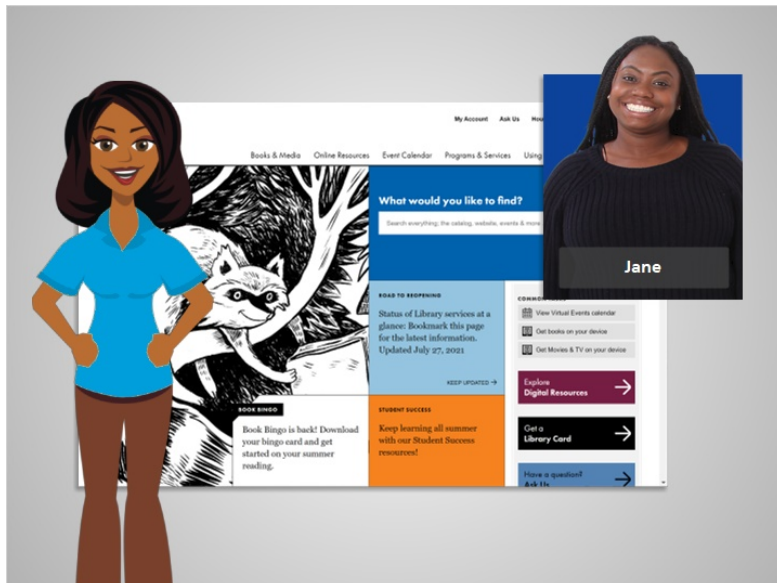 My Account Ask Us
Books & Media Online Resources Event Calendar Programs & Services Using
What would you like to find?
Search everything; the catalog, website, events & more
Jane
ROAD TO REOPENING
Status of Library services at a
glance: Bookmark this page
for the latest information.
Updated July 27, 2021
KEEP UPDATED →
View Virtual Events calendar
Get books on your device
Get Movies & TV on your device
Explore
Digital Resources
Get a
Library Card
Have a question?
Ask Us
BOOK BINGO
Book Bingo is back! Download
your bingo card and get
started on your summer
reading.
STUDENT SUCCESS
Keep learning all summer
with our Student Success
resources!